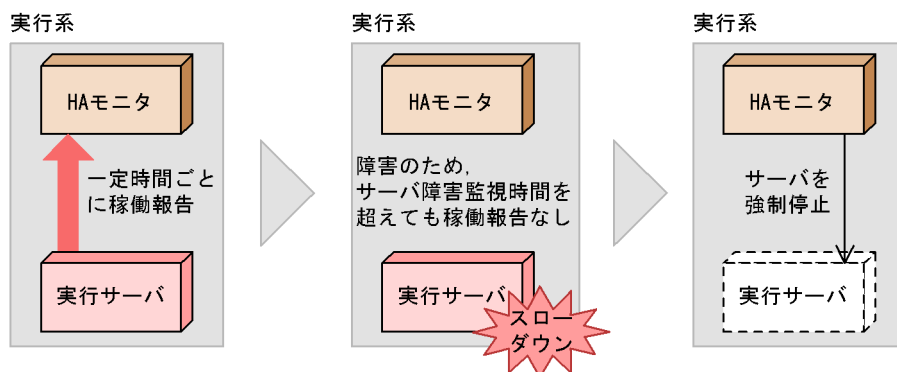 実行系
HAモニタ
一定時間ごと
に稼働報告
実行サーバ
実行系
HAモニタ
障害のため,
サーバ障害監視時間を
超えても稼働報告なし
実行サーバ
スロー
ダウン
実行系
HAモニタ
サーバを
強制停止
実行サーバ